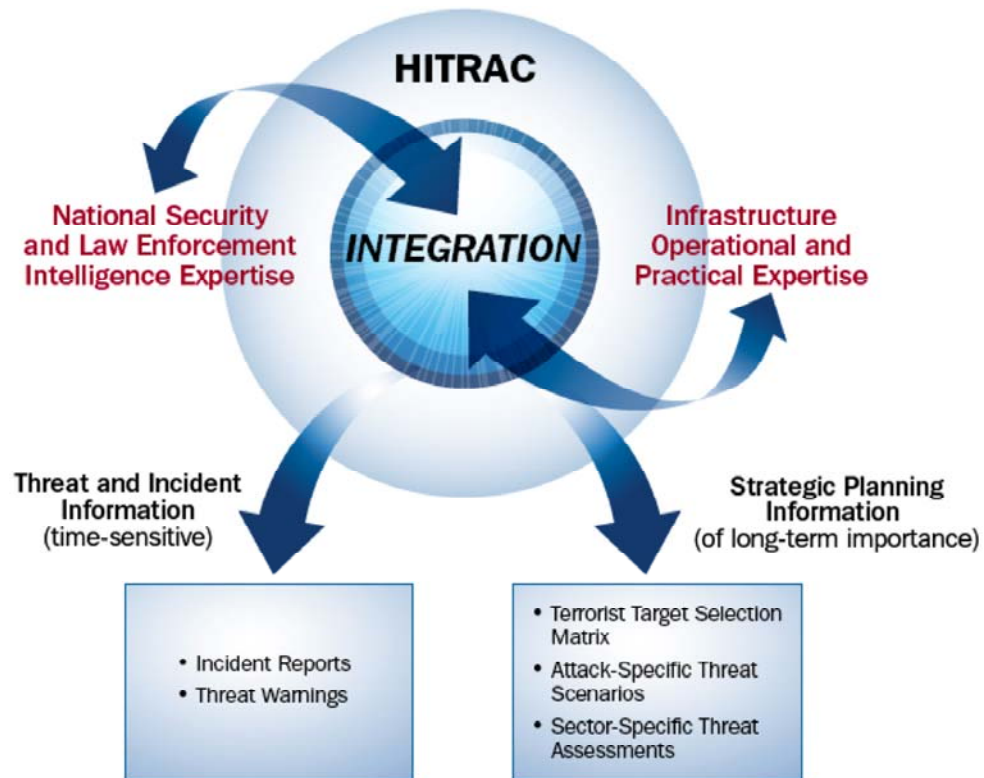 HITRAC
National Security
and Law Enforcement
Intelligence Expertise
INTEGRATION
Infrastructure
Operational and
Practical Expertise
Threat and Incident
Information
(time-sensitive)
Strategic Planning
Information
(of long-term importance)
• Incident Reports
• Threat Warnings
• Terrorist Target Selection
Matrix
• Attack-Specific Threat
Scenarios
• Sector-Specific Threat
Assessments